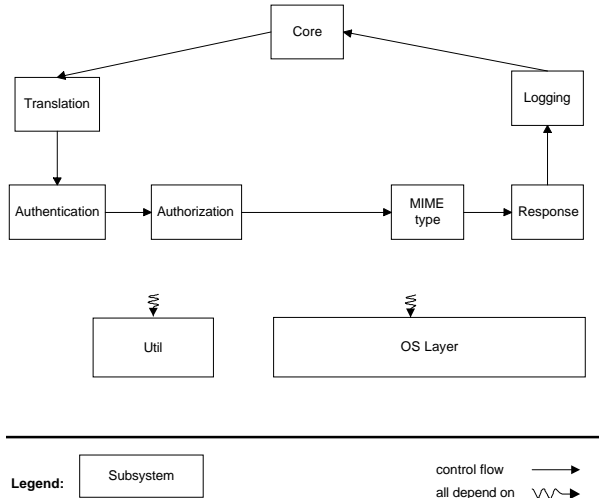 Core
Translation
Logging
Authentication
Authorization
MIME
type
Response
Util
OS Layer
Legend:
Subsystem
control flow
all depend on